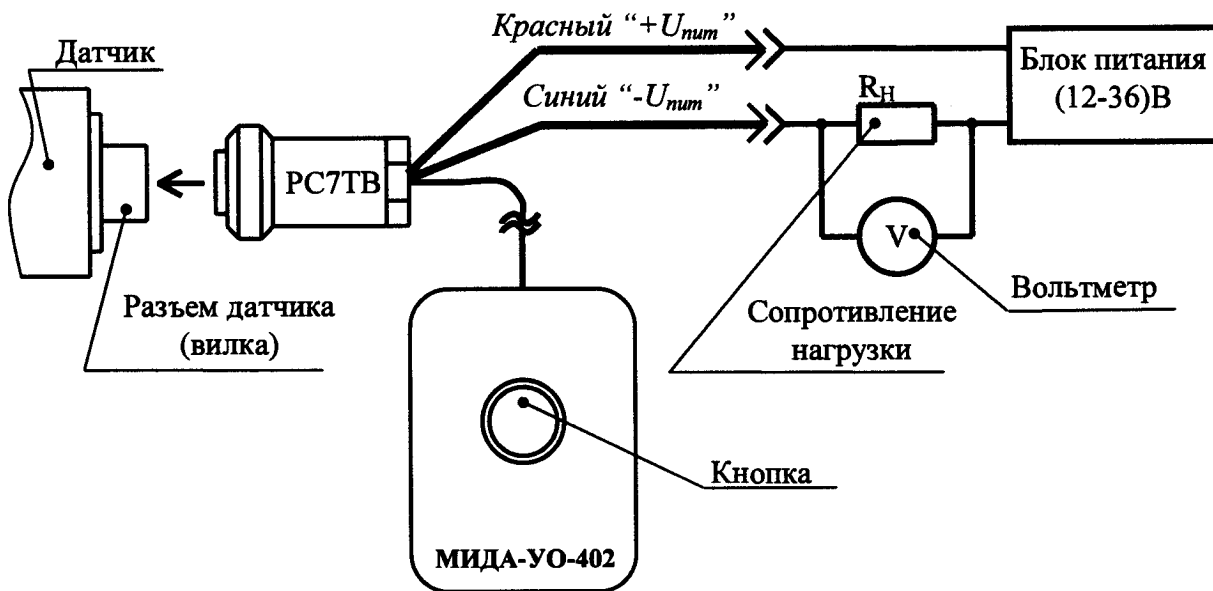 Красный “+Uпит”
Датчик
Блок питания
(12-36)В
Синий “-Uпит”
RН
РС7ТВ
V
Вольтметр
Разъем датчика
(вилка)
Сопротивление
нагрузки
Кнопка
МИДА-УО-402